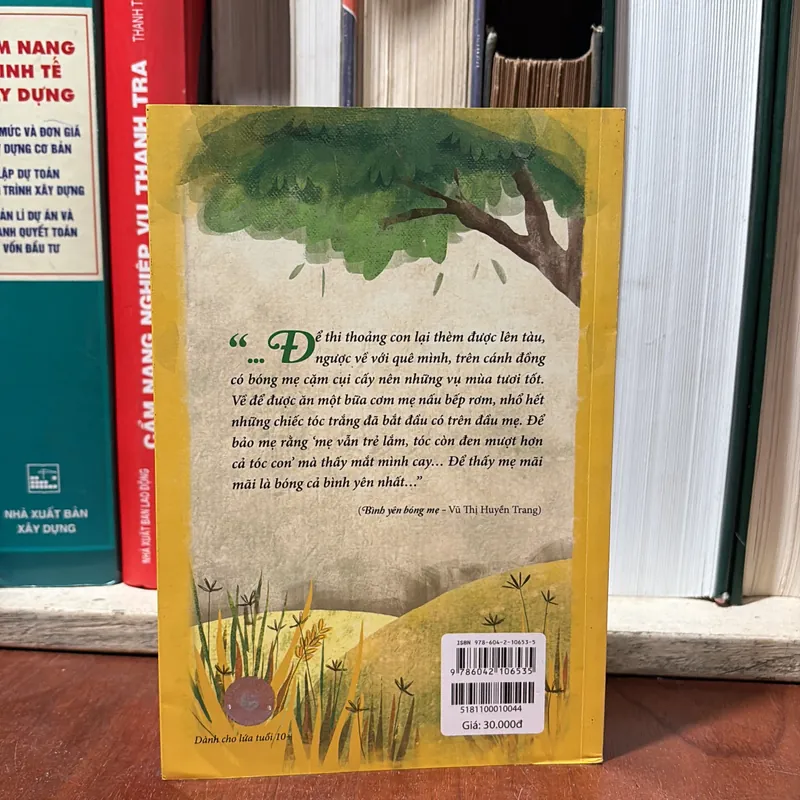 M NANG
INH TẾ
Y DỰNG
MỨC VÀ ĐƠN GIÁ
DỰNG CƠ BẢN
LẬP DỰ TOÁN
TRÌNH XÂY DỰNG
ẢN LÍ DỰ ÁN VÀ
ANH QUYẾT TOÁN
VỐN ĐẦU TƯ
NHÀ XUẤT BẢN
XÂY DỰNG
THANH T
CẨM NANG NGHIỆP VỤ THANH TRA
NHÀ XUẤT BẢN LAO ĐỘNG
“... Để thi thoảng con lại thèm được lên tàu,
ngược về với quê mình, trên cánh đồng
có bóng mẹ cặm cụi cấy nên những vụ mùa tươi tốt.
Về để được ăn một bữa cơm mẹ nấu bếp rơm, nhổ hết
những chiếc tóc trắng đã bắt đầu có trên đầu mẹ. Để
bảo mẹ rằng ‘mẹ vẫn trẻ lắm, tóc còn đen mượt hơn
cả tóc con’ mà thấy mắt mình cay... Để thấy mẹ mãi
mãi là bóng cả bình yên nhất...”
(Bình yên bóng mẹ - Vũ Thị Huyền Trang)
ISBN 978-604-2-10653-5
9 786042 106535
5181100010044
Giá: 30.000đ
Dành cho lứa tuổi 10+